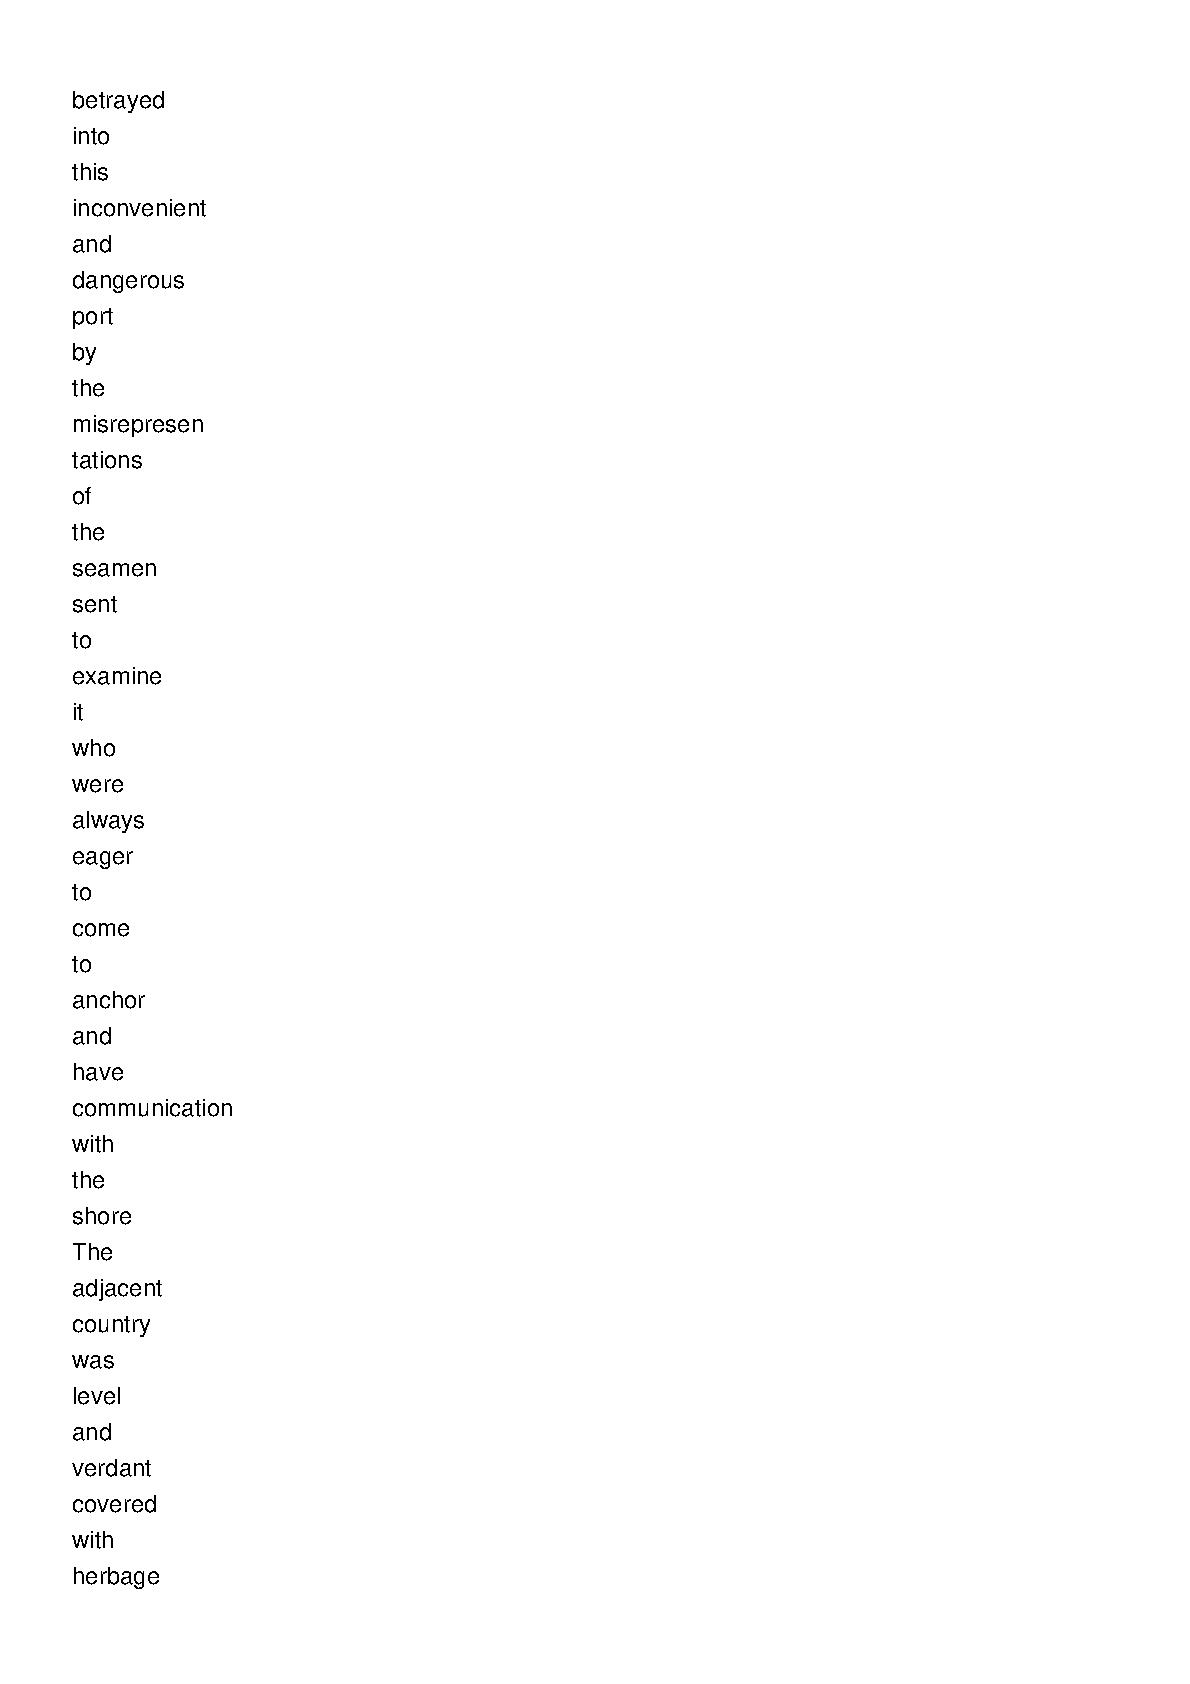 betrayed
into
this
inconvenient
and
dangerous
port
by
the
misrepresen
tations
of
the
seamen
sent
to
examine
it
who
were
always
eager
to
come
to
anchor
and
have
communication
with
the
shore
The
adjacent
country
was
level
and
verdant
covered
with
herbage